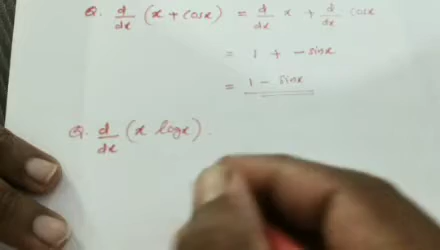 Q. d/dx (x + cosx) = d/dx x + d/dx cosx
= 1 + - sinx
= 1 - sinx
Q. d/dx (x logx).